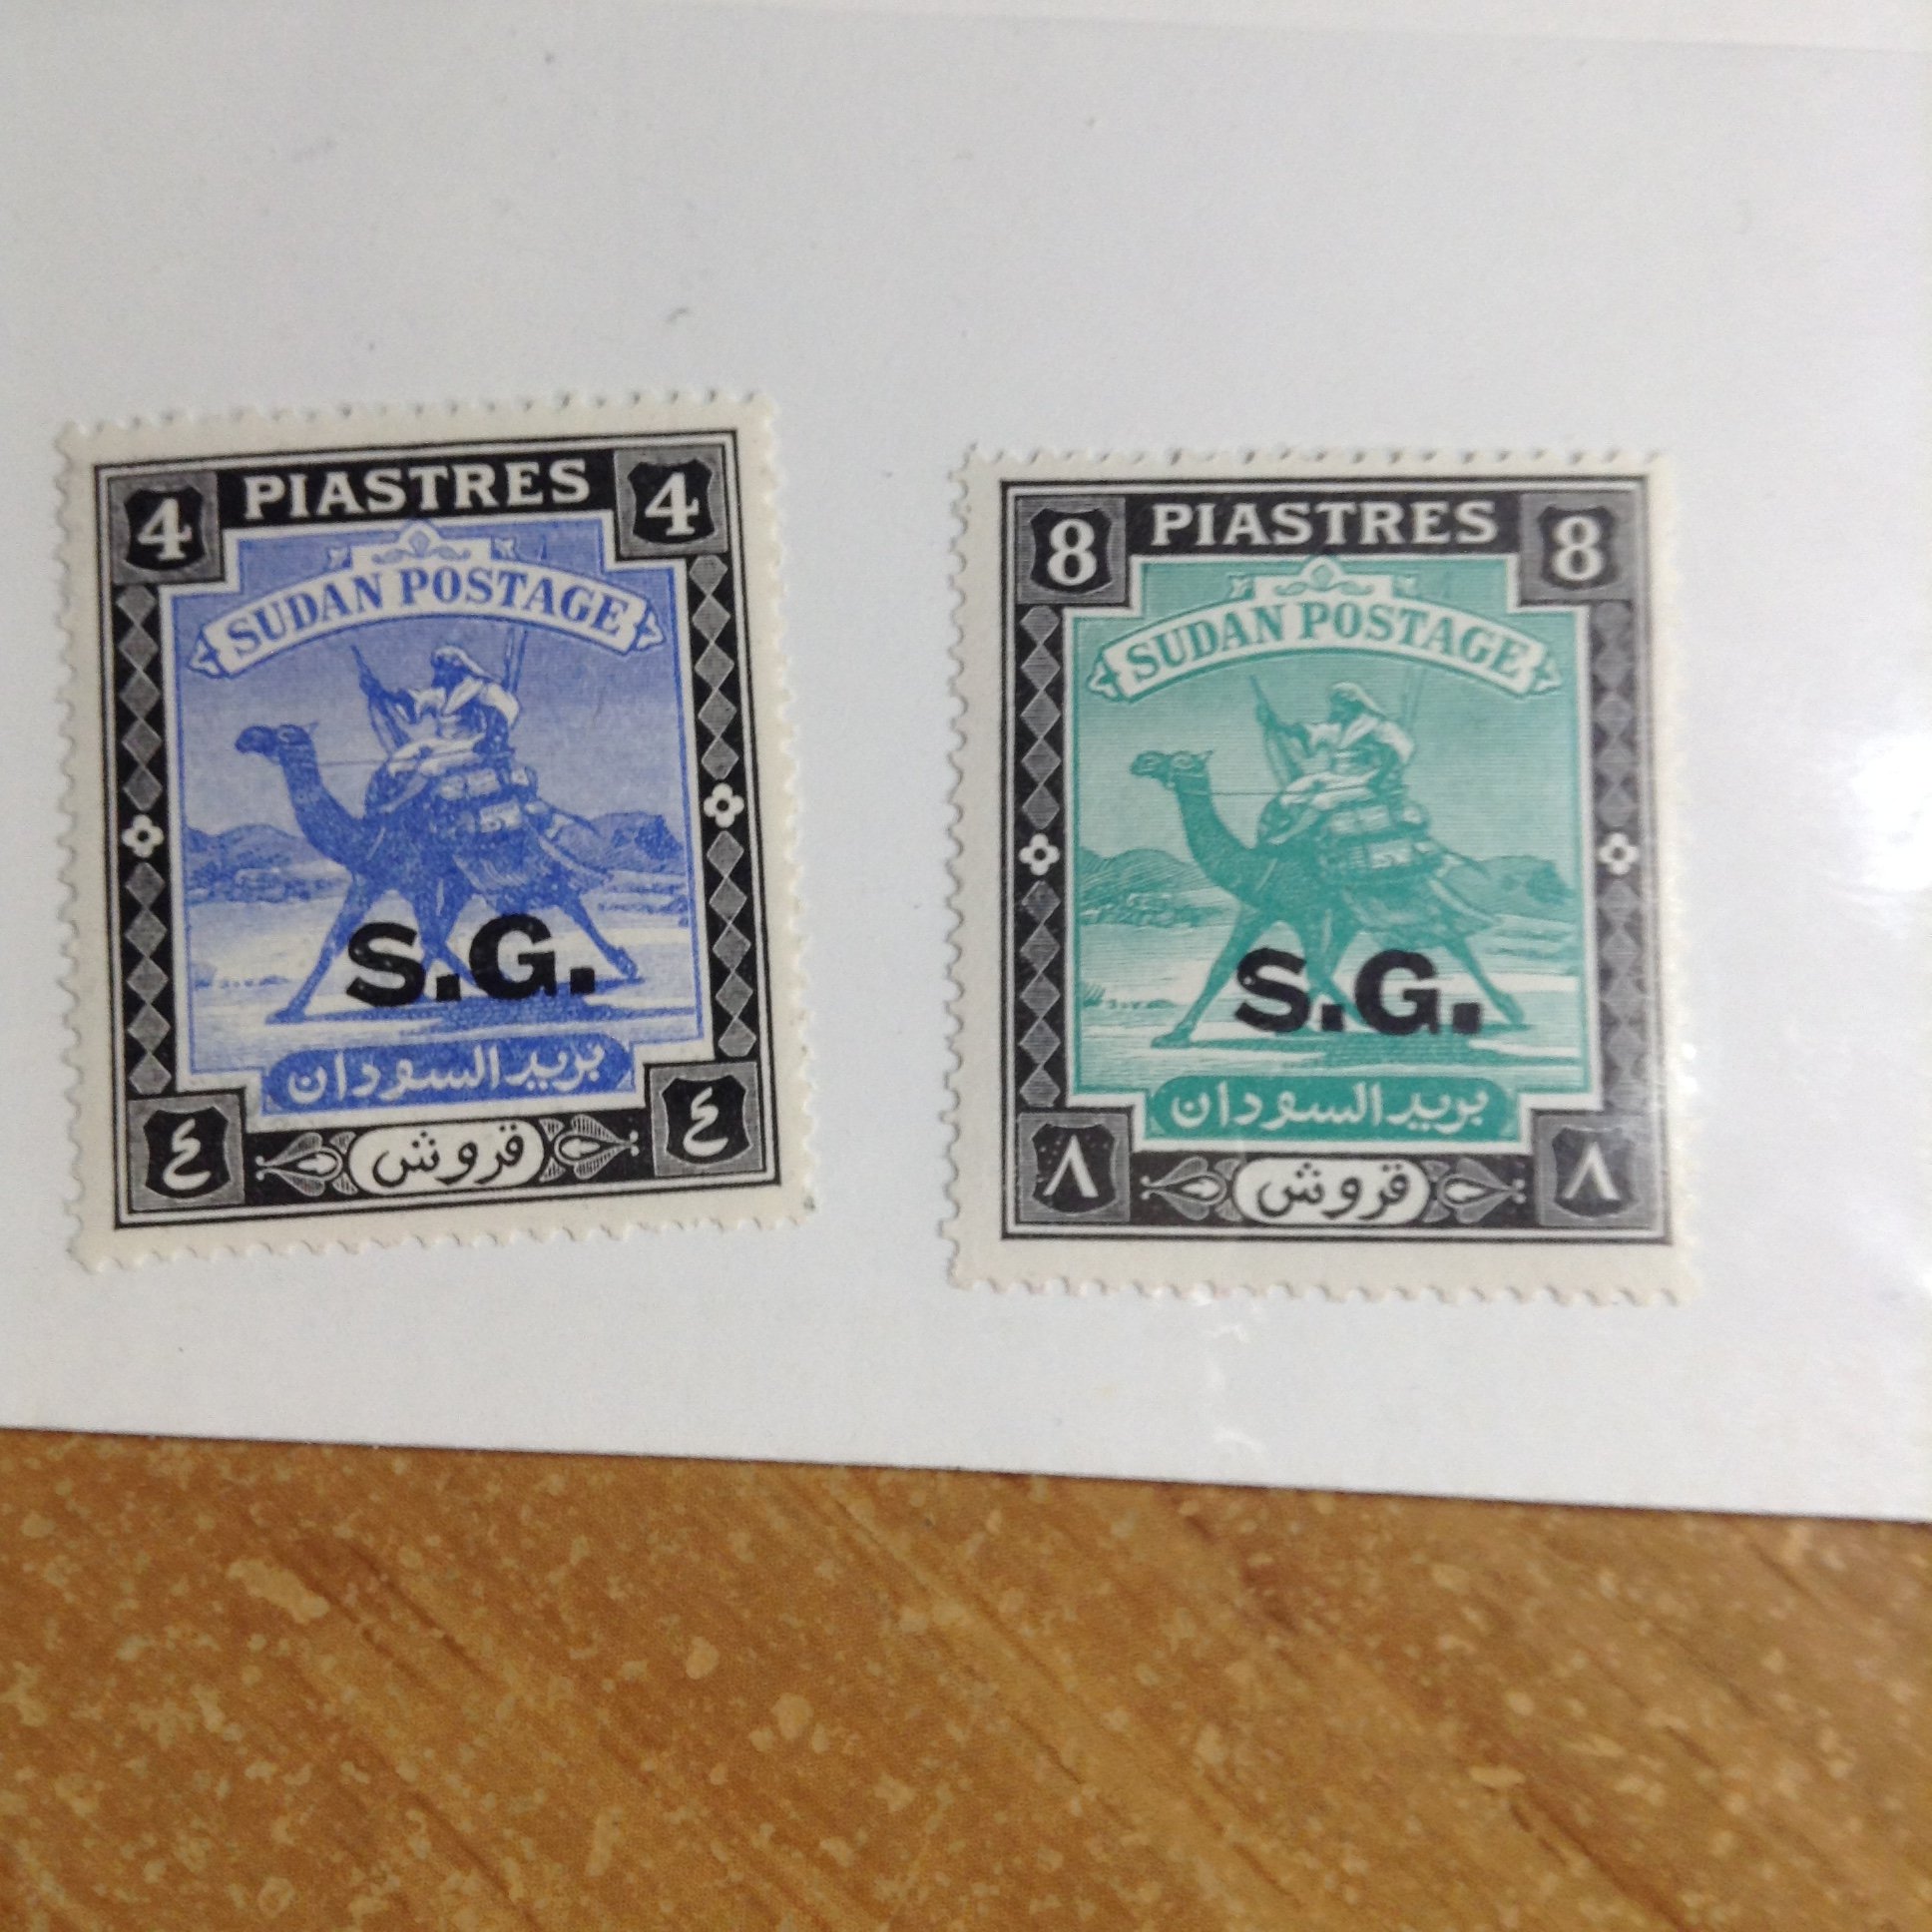 4 PIASTRES 4
SUDAN POSTAGE
S.G.
بريد السودان
٤ قروش ٤
8 PIASTRES 8
SUDAN POSTAGE
S.G.
بريد السودان
٨ قروش ٨